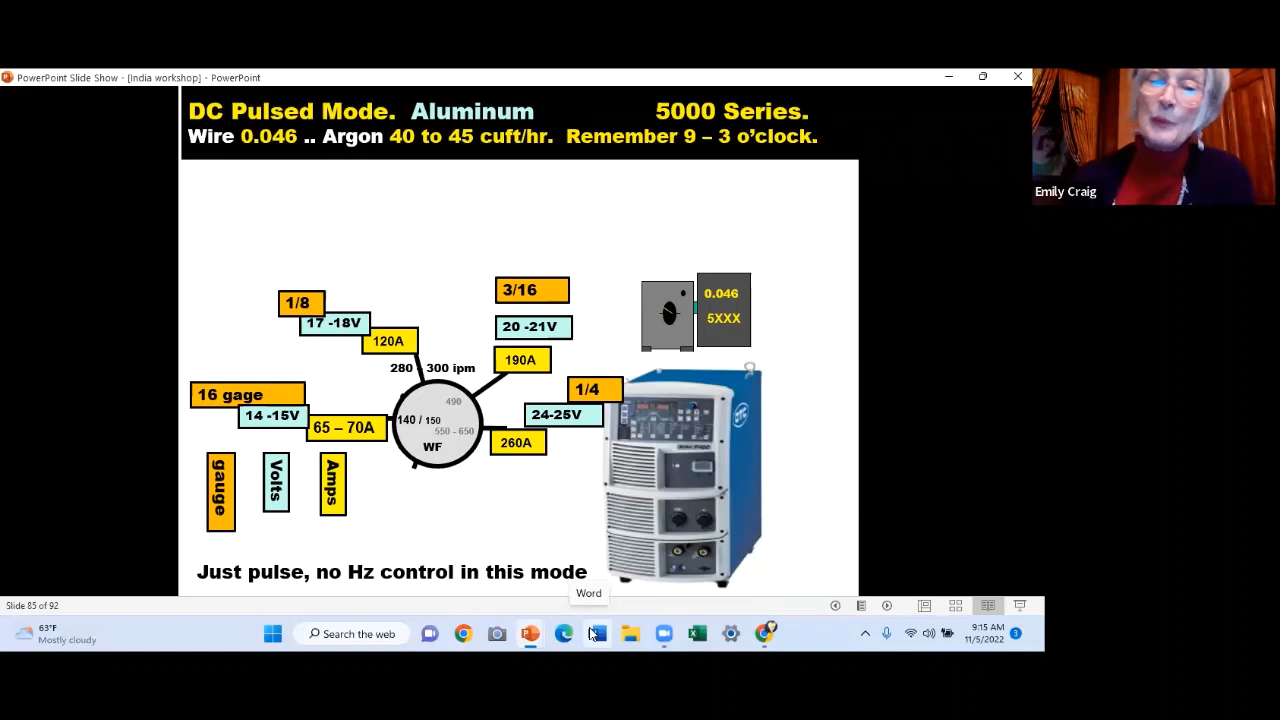 PowerPoint Slide Show - [India workshop] - PowerPoint
DC Pulsed Mode. Aluminum 5000 Series.
Wire 0.046 .. Argon 40 to 45 cuft/hr. Remember 9 – 3 o’clock.
Emily Craig
3/16
1/8
17 -18V
20 -21V
0.046
5XXX
120A
190A
280 - 300 ipm
1/4
16 gage
490
14 -15V
24-25V
OTC
65 – 70A
140 / 150
550 - 650
260A
WF
gauge
Volts
Amps
Just pulse, no Hz control in this mode
Word
Slide 85 of 92
63°F
Mostly cloudy
Search the web
9:15 AM
11/5/2022
3